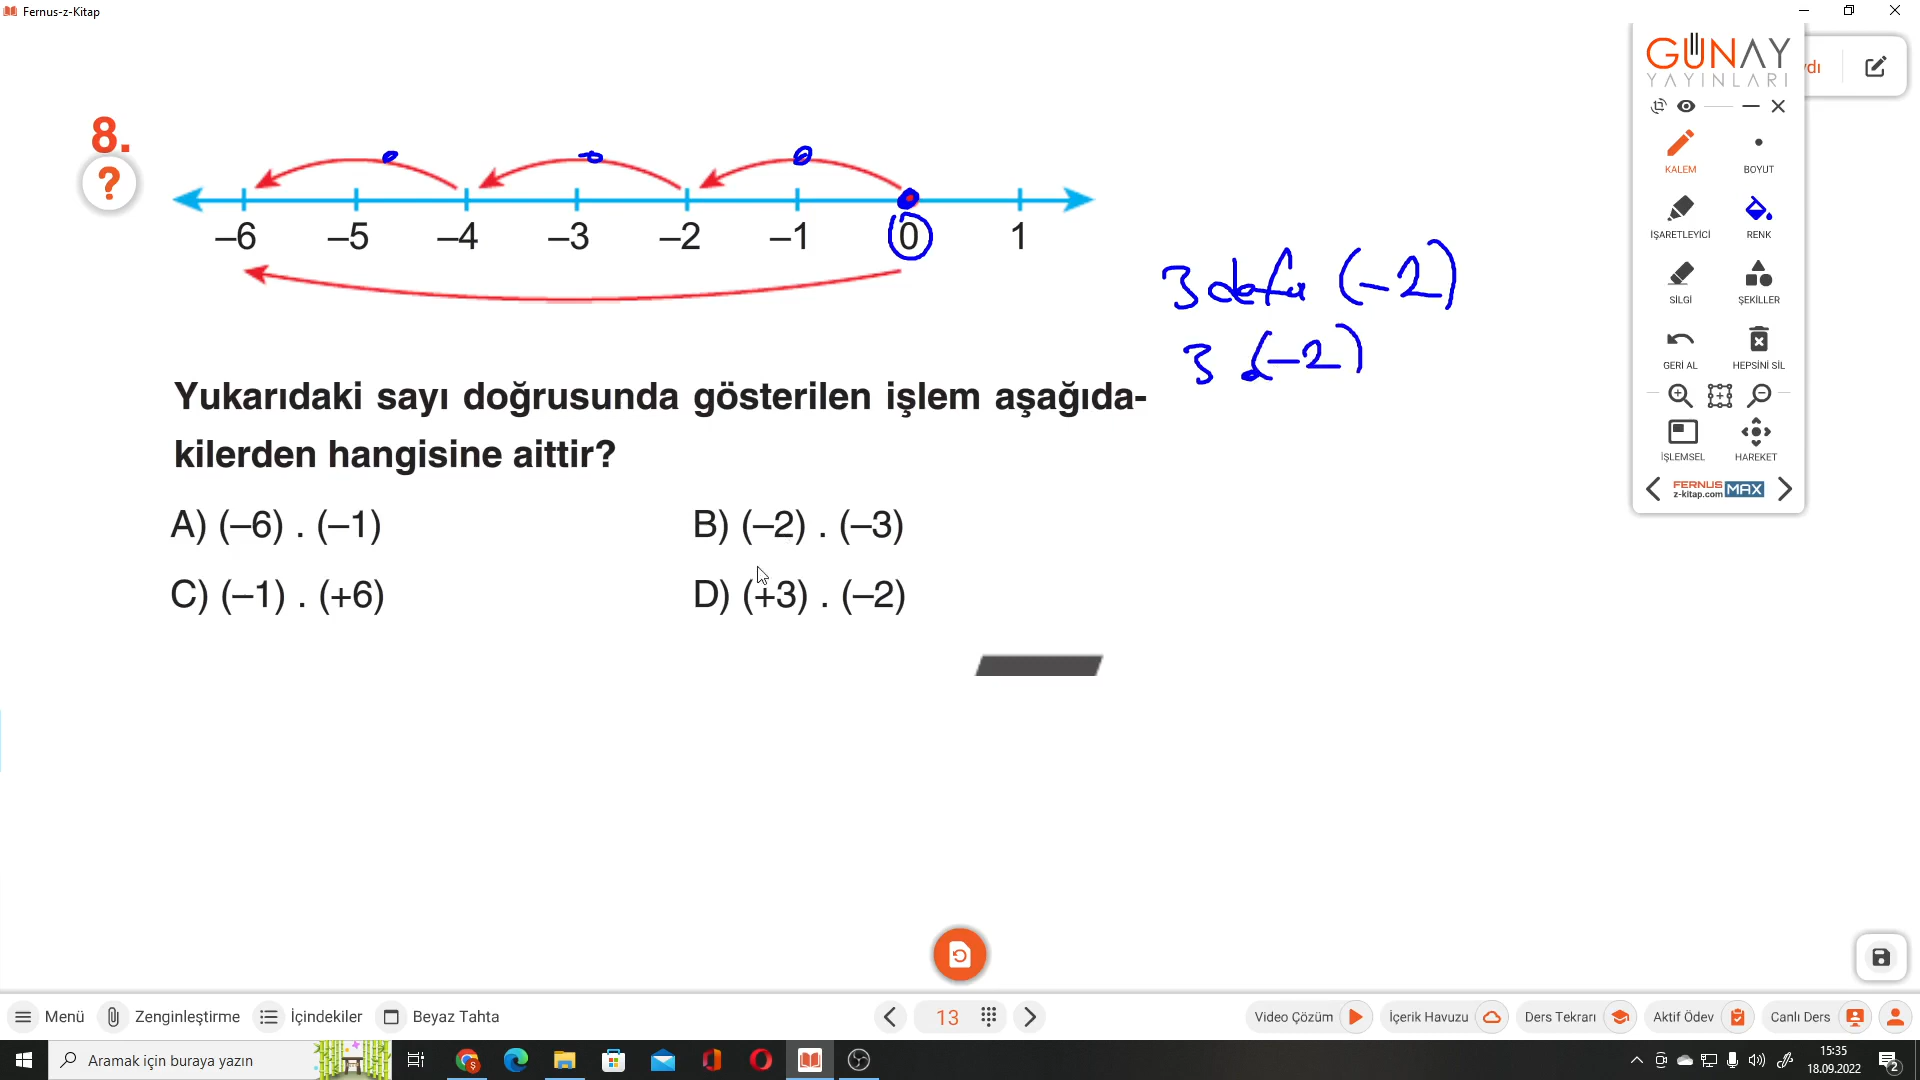 Fernus-z-Kitap
GÜNAY
YAYINLARI
ydı
8.
?
–6 –5 –4 –3 –2 –1 0 1
3 defa (–2)
3 . (–2)
Yukarıdaki sayı doğrusunda gösterilen işlem aşağıda-
kilerden hangisine aittir?
A) (–6) . (–1) B) (–2) . (–3)
C) (–1) . (+6) D) (+3) . (–2)
KALEM BOYUT
İŞARETLEYİCİ RENK
SİLGİ ŞEKİLLER
GERİ AL HEPSİNİ SİL
İŞLEMSEL HAREKET
FERNUS
z-kitap.com MAX
Menü Zenginleştirme İçindekiler Beyaz Tahta 13 Video Çözüm İçerik Havuzu Ders Tekrarı Aktif Ödev Canlı Ders
Aramak için buraya yazın
15:35
18.09.2022
2